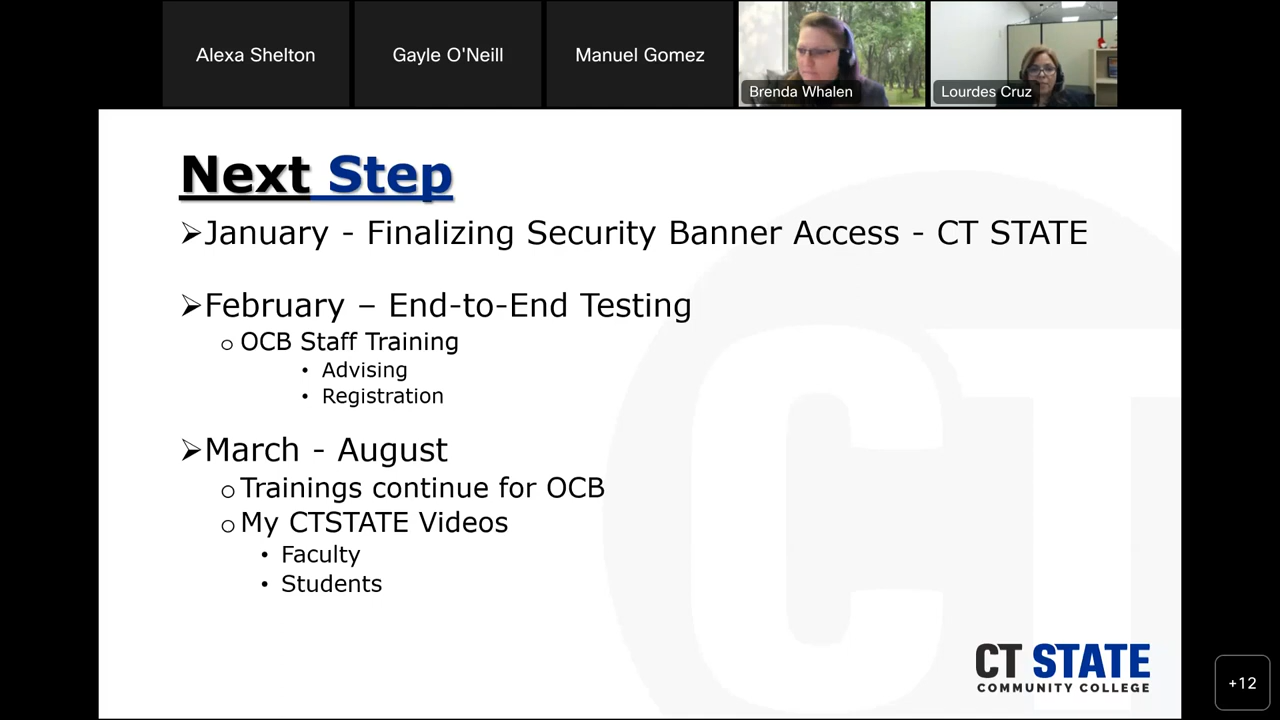 Alexa Shelton
Gayle O'Neill
Manuel Gomez
Brenda Whalen
Lourdes Cruz
Next Step
➢January - Finalizing Security Banner Access - CT STATE
➢February – End-to-End Testing
o OCB Staff Training
• Advising
• Registration
➢March - August
o Trainings continue for OCB
o My CTSTATE Videos
• Faculty
• Students
CT STATE
COMMUNITY COLLEGE
+12